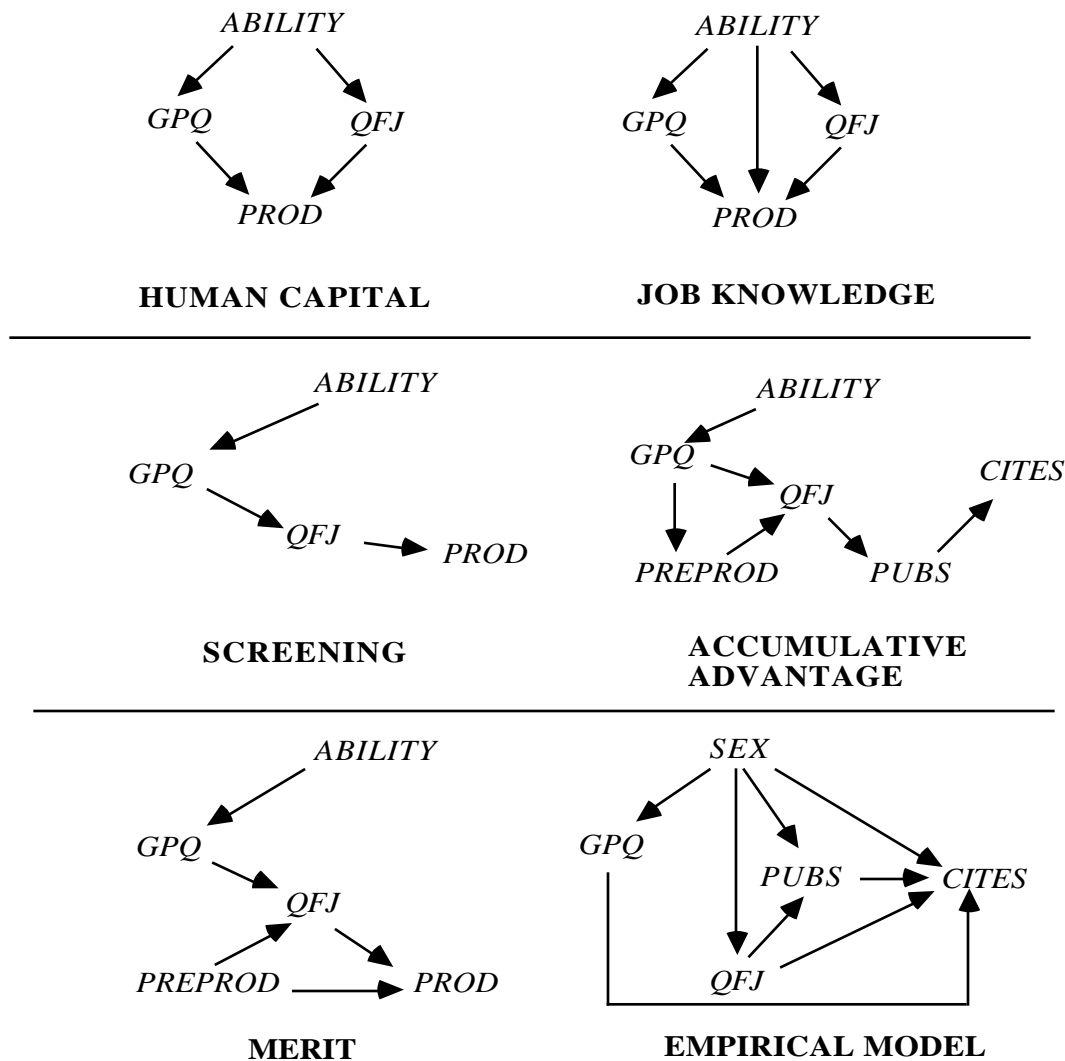 ABILITY
GPQ
QFJ
PROD
HUMAN CAPITAL
ABILITY
GPQ
QFJ
PROD
JOB KNOWLEDGE
ABILITY
GPQ
QFJ
PROD
SCREENING
ABILITY
GPQ
CITES
QFJ
PREPROD
PUBS
ACCUMULATIVE
ADVANTAGE
ABILITY
GPQ
QFJ
PREPROD
PROD
MERIT
SEX
GPQ
PUBS
CITES
QFJ
EMPIRICAL MODEL